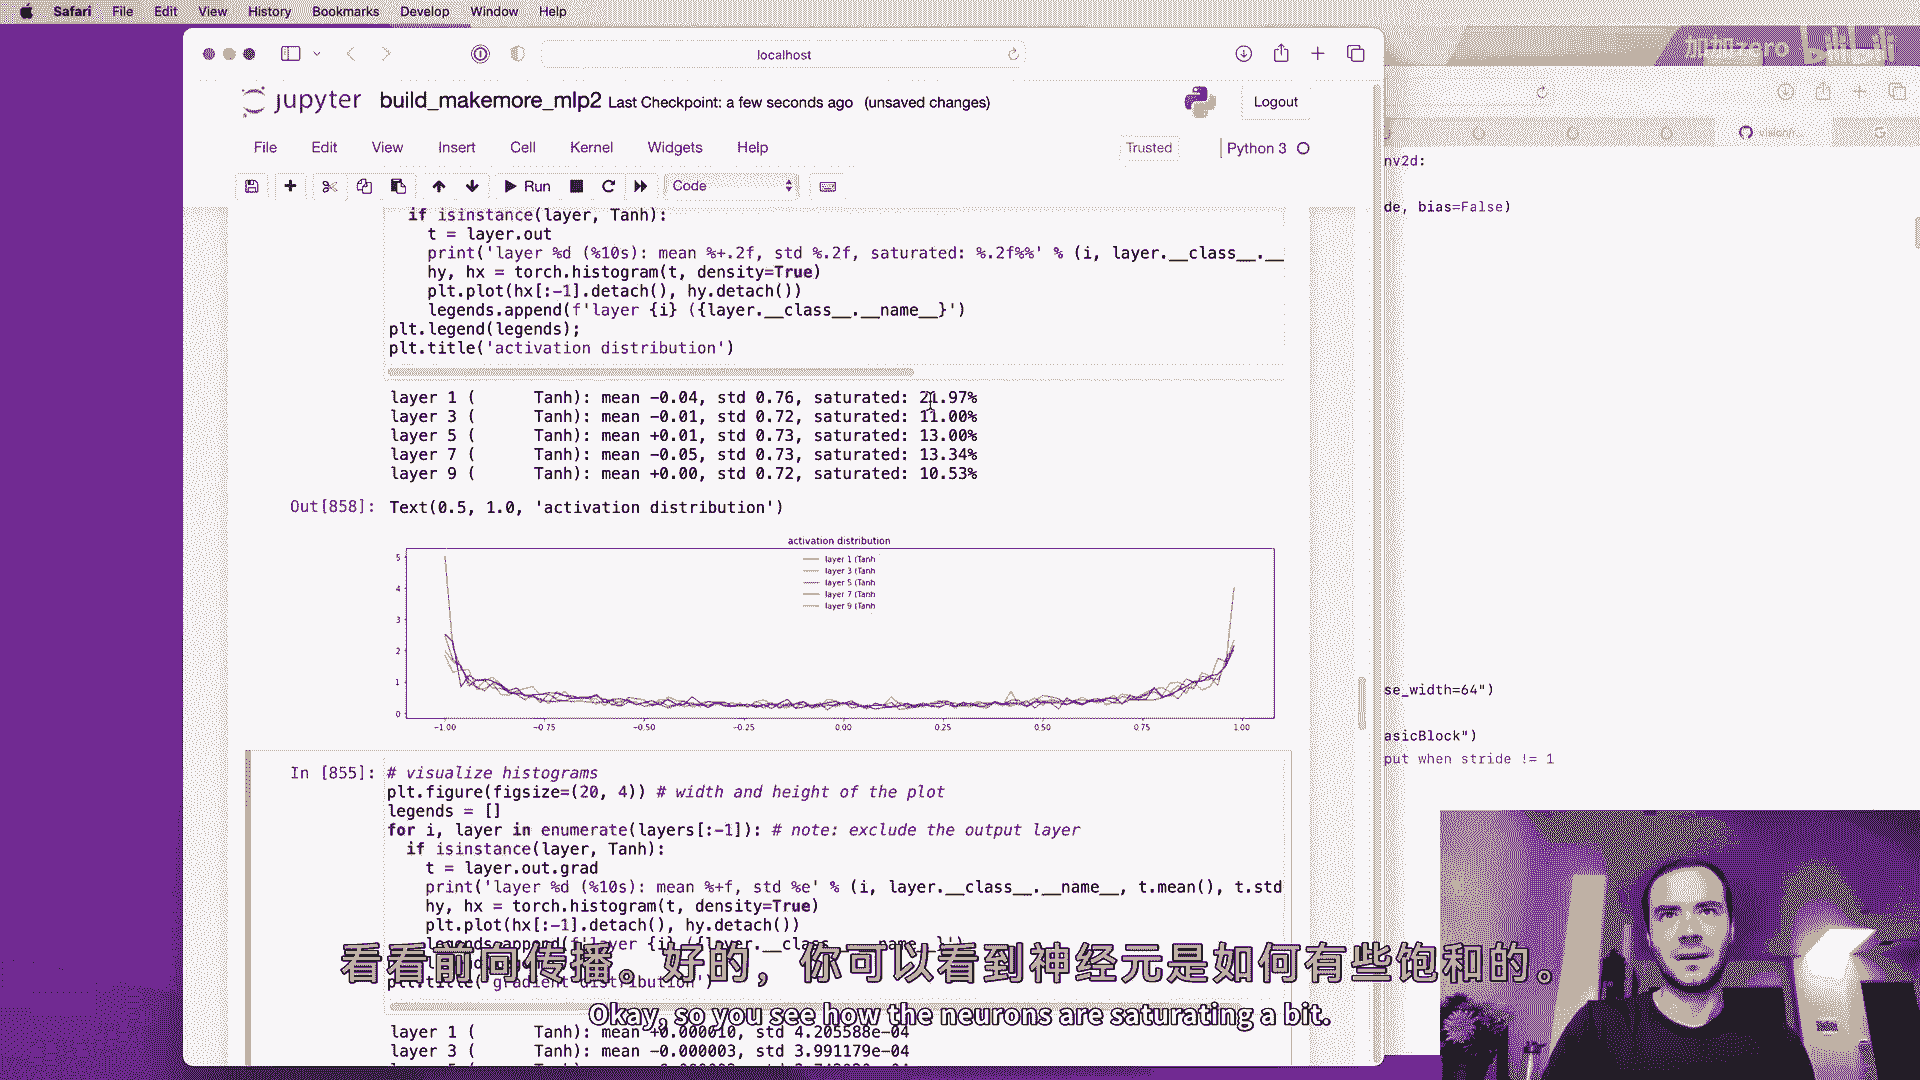 Safari File Edit View History Bookmarks Develop Window Help
加加zero bilibili
localhost
jupyter build_makemore_mlp2 Last Checkpoint: a few seconds ago (unsaved changes)
Logout
File Edit View Insert Cell Kernel Widgets Help
Trusted
Python 3
Run
Code
if isinstance(layer, Tanh):
t = layer.out
print('layer %d (%10s): mean %+.2f, std %.2f, saturated: %.2f%%' % (i, layer.__class__.__
hy, hx = torch.histogram(t, density=True)
plt.plot(hx[:-1].detach(), hy.detach())
legends.append(f'layer {i} ({layer.__class__.__name__}')
plt.legend(legends);
plt.title('activation distribution')
layer 1 ( Tanh): mean -0.04, std 0.76, saturated: 21.97%
layer 3 ( Tanh): mean -0.01, std 0.72, saturated: 11.00%
layer 5 ( Tanh): mean +0.01, std 0.73, saturated: 13.00%
layer 7 ( Tanh): mean -0.05, std 0.73, saturated: 13.34%
layer 9 ( Tanh): mean +0.00, std 0.72, saturated: 10.53%
Out[858]: Text(0.5, 1.0, 'activation distribution')
activation distribution
layer 1 (Tanh
layer 3 (Tanh
layer 5 (Tanh
layer 7 (Tanh
layer 9 (Tanh
5
4
3
2
1
0
-1.00 -0.75 -0.50 -0.25 0.00 0.25 0.50 0.75 1.00
In [855]: # visualize histograms
plt.figure(figsize=(20, 4)) # width and height of the plot
legends = []
for i, layer in enumerate(layers[:-1]): # note: exclude the output layer
if isinstance(layer, Tanh):
t = layer.out.grad
print('layer %d (%10s): mean %+f, std %e' % (i, layer.__class__.__name__, t.mean(), t.std
hy, hx = torch.histogram(t, density=True)
plt.plot(hx[:-1].detach(), hy.detach())
legends.append(f'layer {i} ({layer.__class__.__name__}')
plt.title('gradient distribution')
layer 1 ( Tanh): mean +0.000010, std 4.205588e-04
layer 3 ( Tanh): mean -0.000003, std 3.991179e-04
vision/r...
nv2d:
de, bias=False)
se_width=64")
asicBlock")
put when stride != 1
看看前向传播。好的，你可以看到神经元是如何有些饱和的。
Okay, so you see how the neurons are saturating a bit.